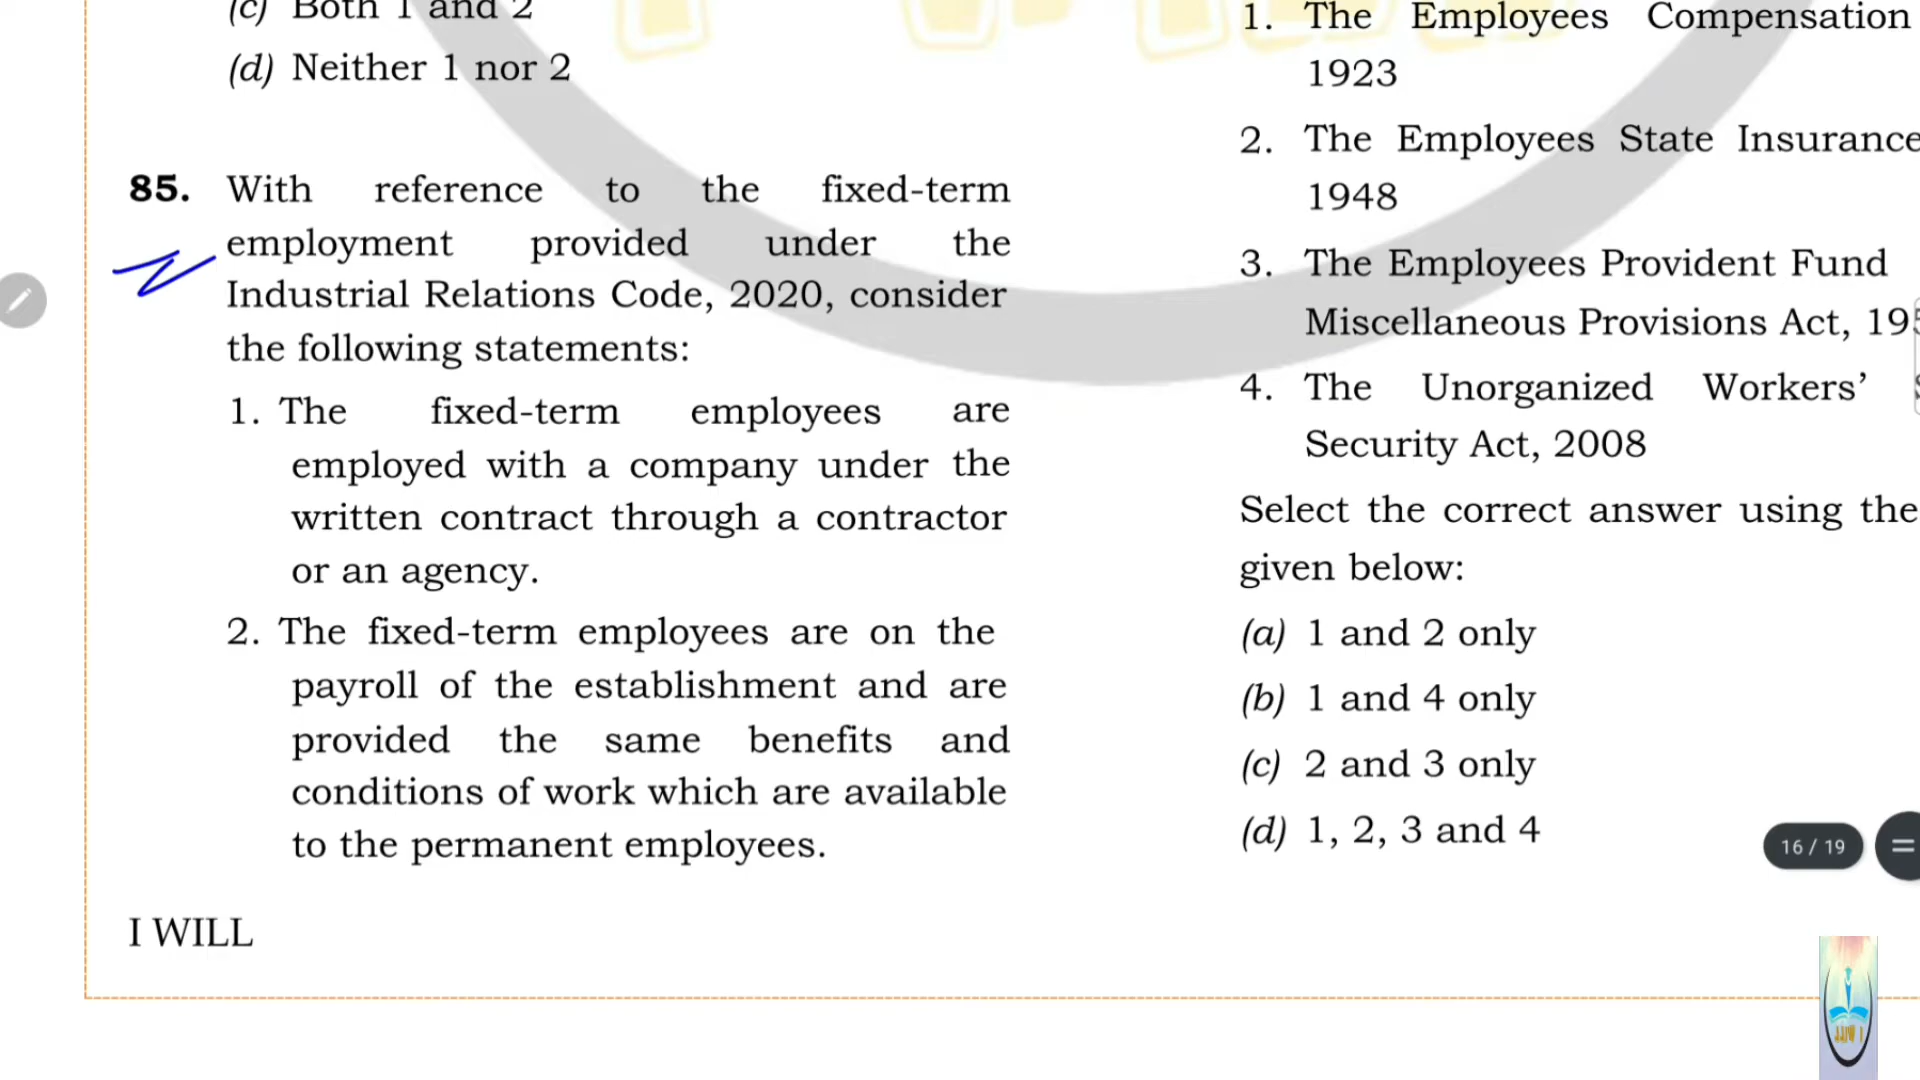 (c) Both 1 and 2
(d) Neither 1 nor 2
85. With reference to the fixed-term
employment provided under the
Industrial Relations Code, 2020, consider
the following statements:
1. The fixed-term employees are
employed with a company under the
written contract through a contractor
or an agency.
2. The fixed-term employees are on the
payroll of the establishment and are
provided the same benefits and
conditions of work which are available
to the permanent employees.
I WILL
1. The Employees Compensation
1923
2. The Employees State Insurance
1948
3. The Employees Provident Fund
Miscellaneous Provisions Act, 195
4. The Unorganized Workers'
Security Act, 2008
Select the correct answer using the
given below:
(a) 1 and 2 only
(b) 1 and 4 only
(c) 2 and 3 only
(d) 1, 2, 3 and 4
16 / 19